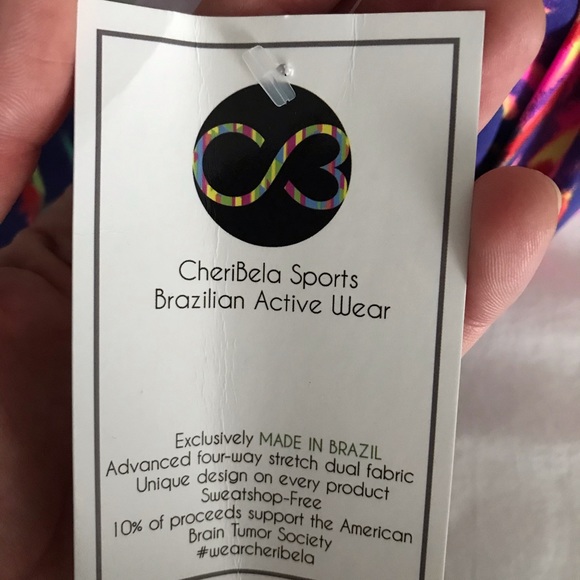 CB
CheriBela Sports
Brazilian Active Wear
Exclusively MADE IN BRAZIL
Advanced four-way stretch dual fabric
Unique design on every product
Sweatshop-Free
10% of proceeds support the American
Brain Tumor Society
#wearcheribela